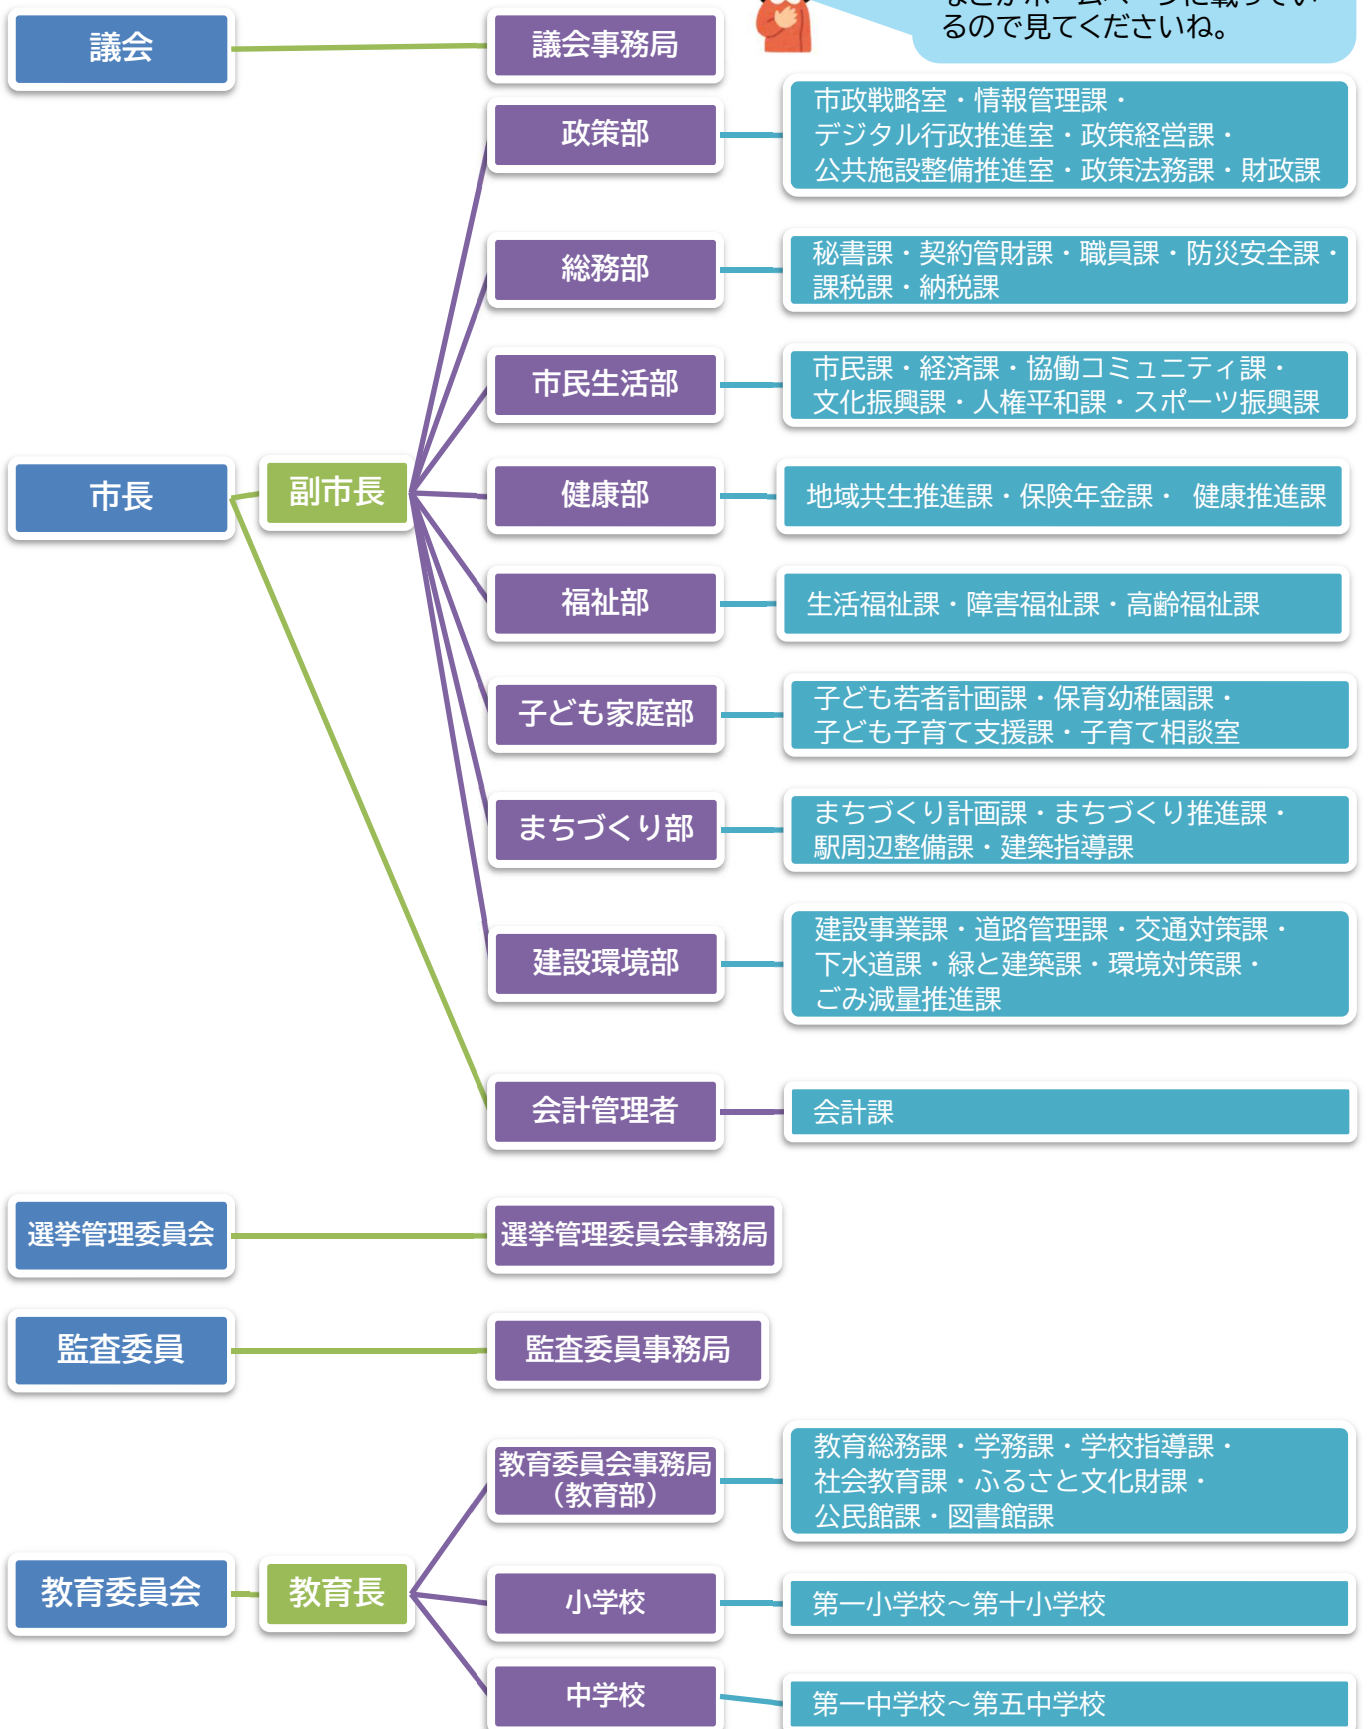 るので見てくださいね。
議会
議会事務局
市長
副市長
政策部
市政戦略室・情報管理課・
デジタル行政推進室・政策経営課・
公共施設整備推進室・政策法務課・財政課
総務部
秘書課・契約管財課・職員課・防災安全課・
課税課・納税課
市民生活部
市民課・経済課・協働コミュニティ課・
文化振興課・人権平和課・スポーツ振興課
健康部
地域共生推進課・保険年金課・ 健康推進課
福祉部
生活福祉課・障害福祉課・高齢福祉課
子ども家庭部
子ども若者計画課・保育幼稚園課・
子ども子育て支援課・子育て相談室
まちづくり部
まちづくり計画課・まちづくり推進課・
駅周辺整備課・建築指導課
建設環境部
建設事業課・道路管理課・交通対策課・
下水道課・緑と建築課・環境対策課・
ごみ減量推進課
会計管理者
会計課
選挙管理委員会
選挙管理委員会事務局
監査委員
監査委員事務局
教育委員会
教育長
教育委員会事務局
（教育部）
教育総務課・学務課・学校指導課・
社会教育課・ふるさと文化財課・
公民館課・図書館課
小学校
第一小学校～第十小学校
中学校
第一中学校～第五中学校